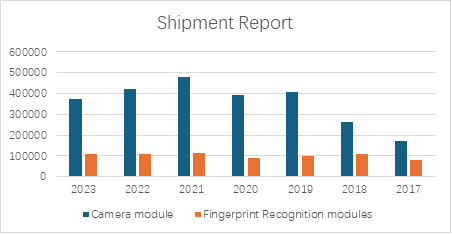 Shipment Report
600000
500000
400000
300000
200000
100000
0
2023 2022 2021 2020 2019 2018 2017
Camera module Fingerprint Recognition modules